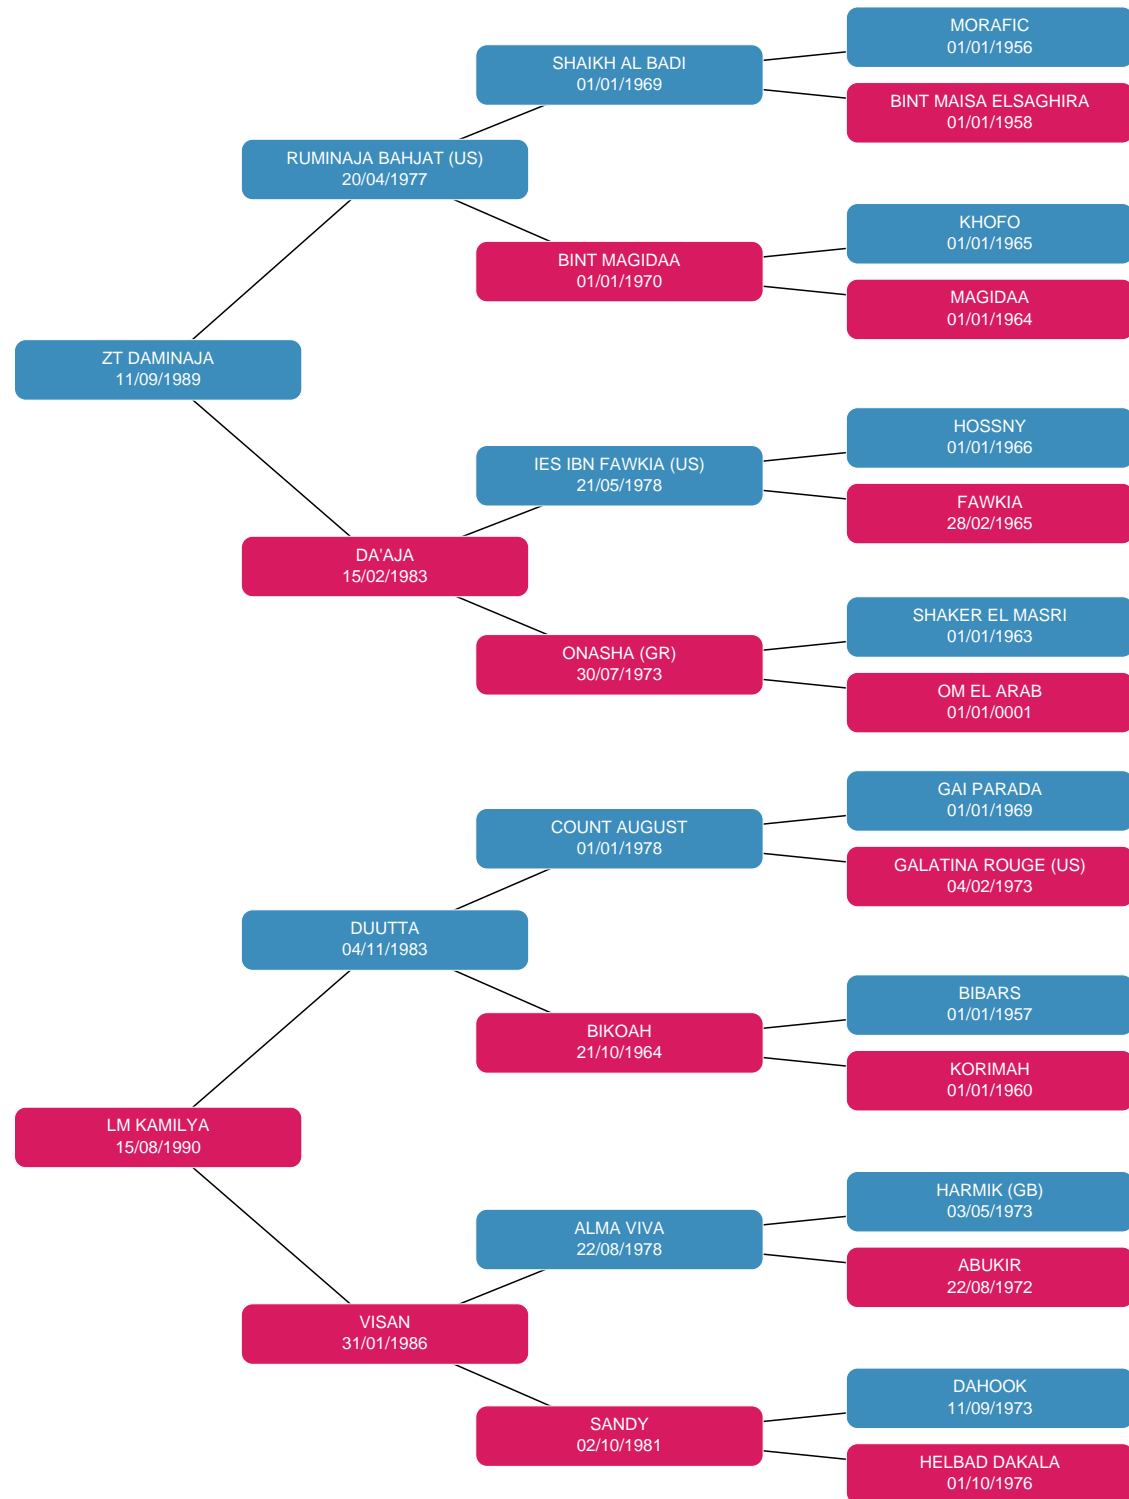 MORAFIC
01/01/1956
SHAIKH AL BADI
01/01/1969
BINT MAISA ELSAGHIRA
01/01/1958
RUMINAJA BAHJAT (US)
20/04/1977
KHOFO
01/01/1965
BINT MAGIDAA
01/01/1970
MAGIDAA
01/01/1964
ZT DAMINAJA
11/09/1989
HOSSNY
01/01/1966
IES IBN FAWKIA (US)
21/05/1978
FAWKIA
28/02/1965
DA'AJA
15/02/1983
SHAKER EL MASRI
01/01/1963
ONASHA (GR)
30/07/1973
OM EL ARAB
01/01/0001
GAI PARADA
01/01/1969
COUNT AUGUST
01/01/1978
GALATINA ROUGE (US)
04/02/1973
DUUTTA
04/11/1983
BIBARS
01/01/1957
BIKOAH
21/10/1964
KORIMAH
01/01/1960
LM KAMILYA
15/08/1990
HARMIK (GB)
03/05/1973
ALMA VIVA
22/08/1978
ABUKIR
22/08/1972
VISAN
31/01/1986
DAHOOK
11/09/1973
SANDY
02/10/1981
HELBAD DAKALA
01/10/1976